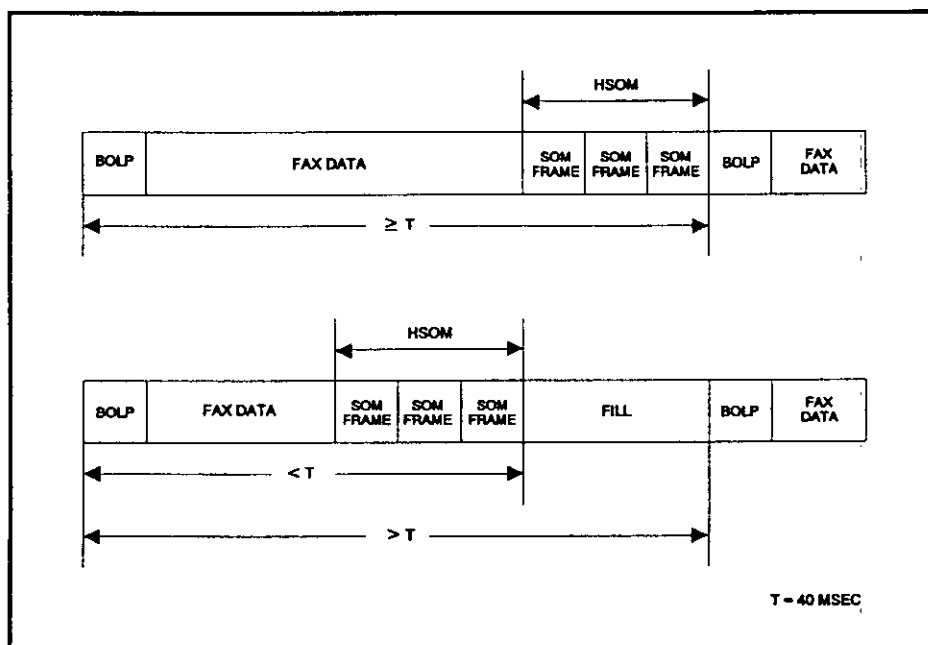 HSOM
BOLP
FAX DATA
SOM FRAME
SOM FRAME
SOM FRAME
BOLP
FAX DATA
≥ T
HSOM
BOLP
FAX DATA
SOM FRAME
SOM FRAME
SOM FRAME
FILL
BOLP
FAX DATA
< T
> T
T = 40 MSEC